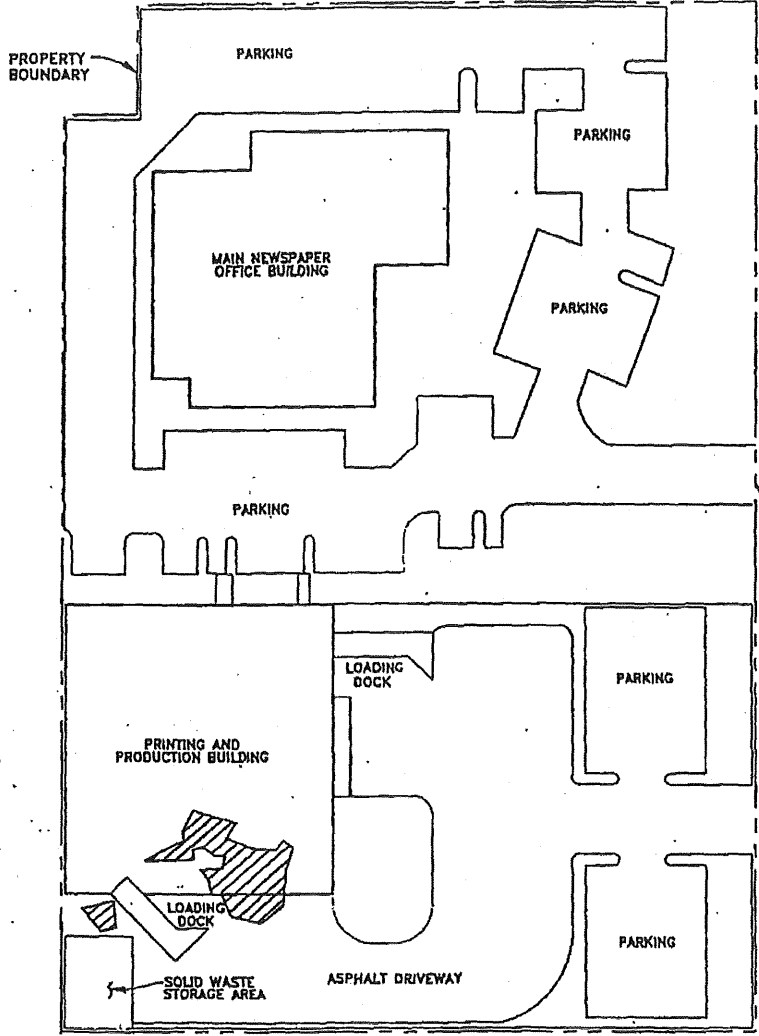 PARKING
PROPERTY
BOUNDARY
PARKING
MAIN NEWSPAPER
OFFICE BUILDING
PARKING
PARKING
LOADING
DOCK
PARKING
PRINTING AND
PRODUCTION BUILDING
LOADING
DOCK
PARKING
SOLID WASTE
STORAGE AREA
ASPHALT DRIVEWAY